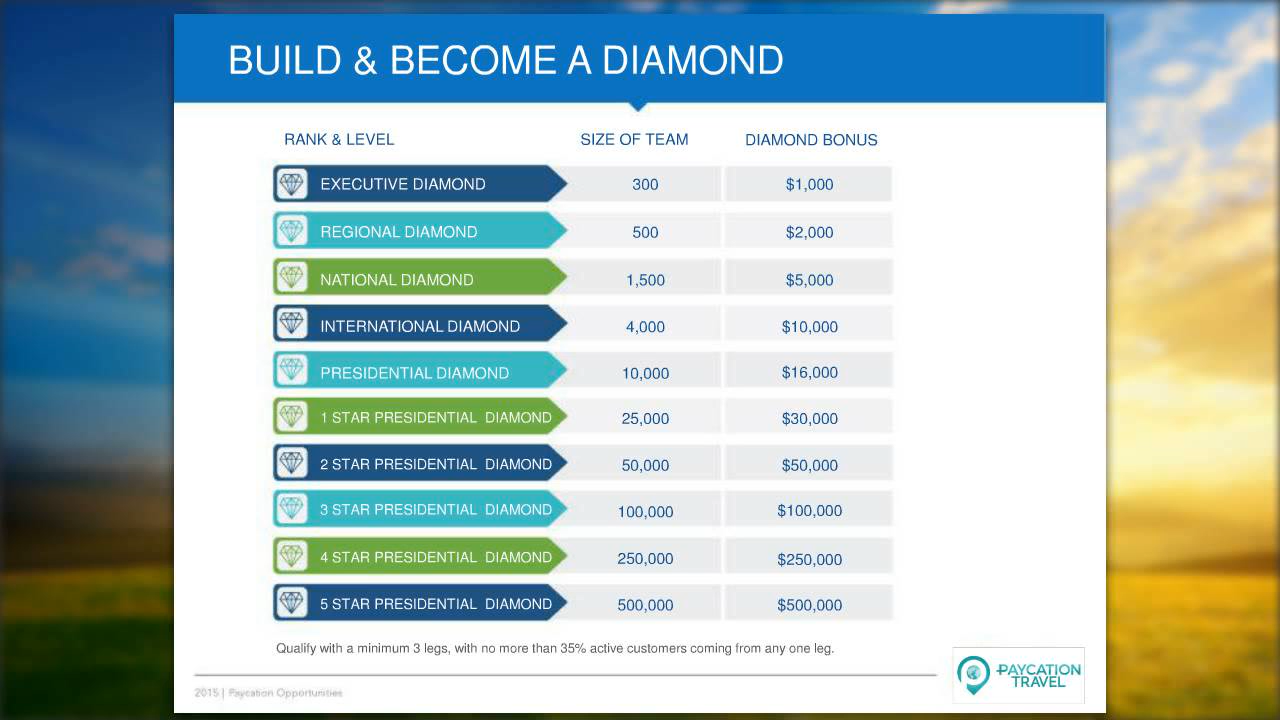 BUILD & BECOME A DIAMOND
RANK & LEVEL SIZE OF TEAM DIAMOND BONUS
EXECUTIVE DIAMOND 300 $1,000
REGIONAL DIAMOND 500 $2,000
NATIONAL DIAMOND 1,500 $5,000
INTERNATIONAL DIAMOND 4,000 $10,000
PRESIDENTIAL DIAMOND 10,000 $16,000
1 STAR PRESIDENTIAL DIAMOND 25,000 $30,000
2 STAR PRESIDENTIAL DIAMOND 50,000 $50,000
3 STAR PRESIDENTIAL DIAMOND 100,000 $100,000
4 STAR PRESIDENTIAL DIAMOND 250,000 $250,000
5 STAR PRESIDENTIAL DIAMOND 500,000 $500,000
Qualify with a minimum 3 legs, with no more than 35% active customers coming from any one leg.
2015 | Paycation Opportunities
PAYCATION
TRAVEL